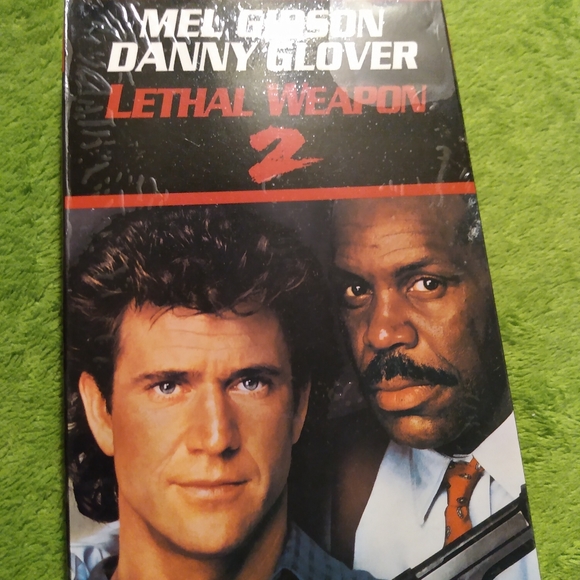 MEL GIBSON
DANNY GLOVER
LETHAL WEAPON
2